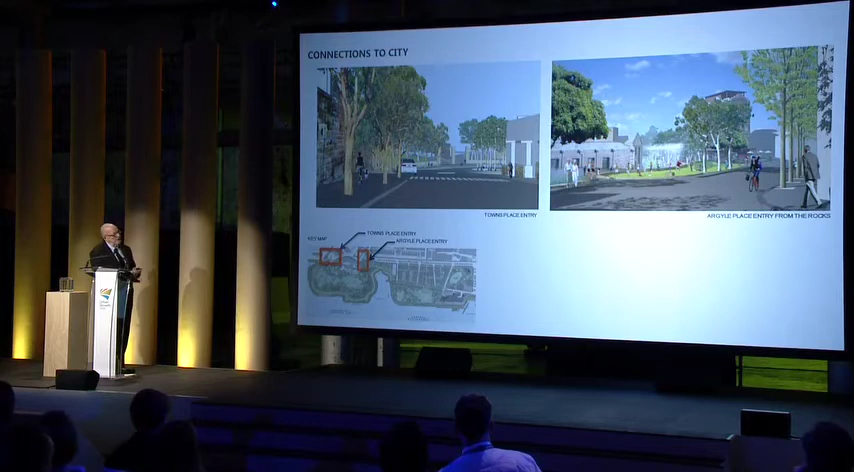 CONNECTIONS TO CITY
TOWNS PLACE ENTRY
ARGYLE PLACE ENTRY FROM THE ROCKS
KEY MAP
TOWNS PLACE ENTRY
ARGYLE PLACE ENTRY